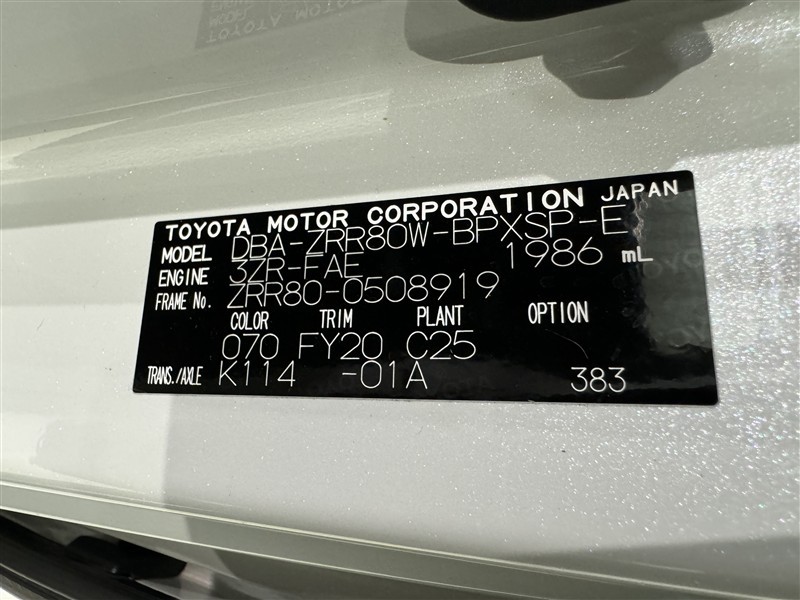 TOYOTA MOTOR CORPORATION JAPAN
MODEL DBA-ZRR80W-BPXSP-E
ENGINE 3ZR-FAE 1986 mL
FRAME No. ZRR80-0508919
COLOR TRIM PLANT OPTION
070 FY20 C25
TRANS./AXLE K114 -01A 383